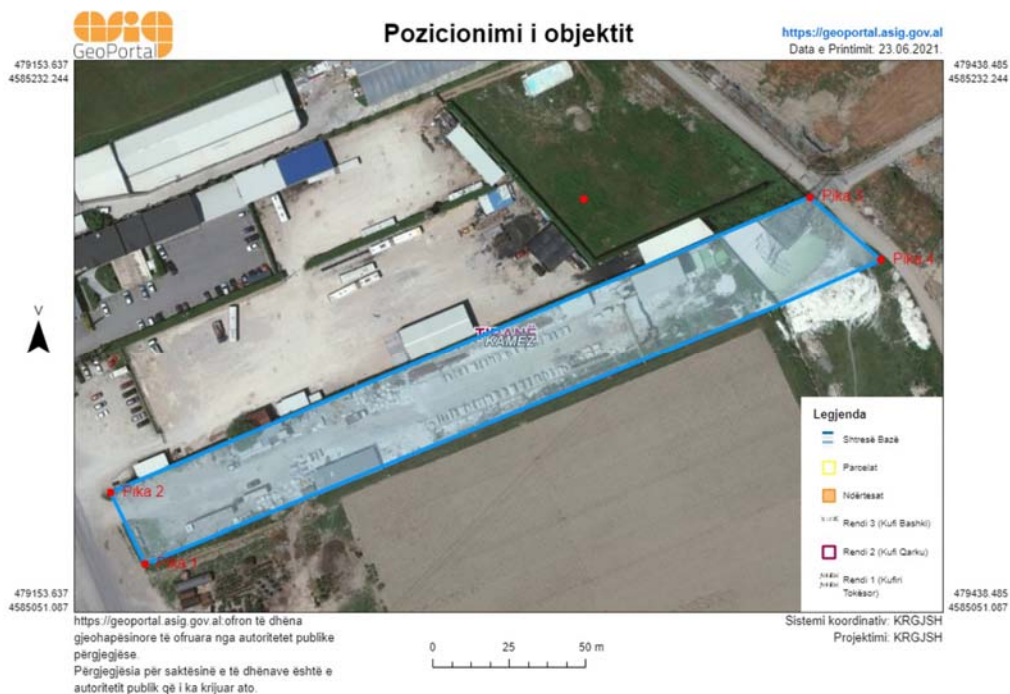 asig
GeoPortal
Pozicionimi i objektit
https://geoportal.asig.gov.al
Data e Printimit: 23.06.2021.
479153.637
4585232.244
479438.485
4585232.244
Pika 3
Pika 4
V
TIRANË
KAMEZ
Pika 2
Pika 1
Legjenda
Shtresë Bazë
Parcelat
Ndërtesat
Rendi 3 (Kufi Bashki)
Rendi 2 (Kufi Qarku)
Rendi 1 (Kufiri
Tokësor)
479153.637
4585051.087
479438.485
4585051.087
https://geoportal.asig.gov.al:ofron të dhëna
gjeohapësinore të ofruara nga autoritetet publike
përgjegjëse.
Përgjegjësia për saktësinë e të dhënave është e
autoritetit publik që i ka krijuar ato.
0 25 50 m
Sistemi koordinativ: KRGJSH
Projektimi: KRGJSH